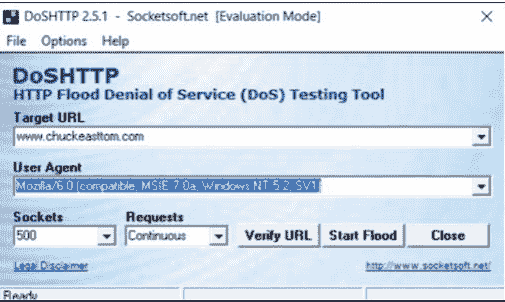 DoSHTTP 2.5.1 - Socketsoft.net [Evaluation Mode]
File Options Help
DoSHTTP
HTTP Flood Denial of Service (DoS) Testing Tool
Target URL
www.chuckeasttom.com
User Agent
Mozilla/6.0 (compatible; MSIE 7.0a; Windows NT 5.2; SV1)
Sockets Requests
500 Continuous Verify URL Start Flood Close
Legal Disclaimer http://www.socketsoft.net/
Ready